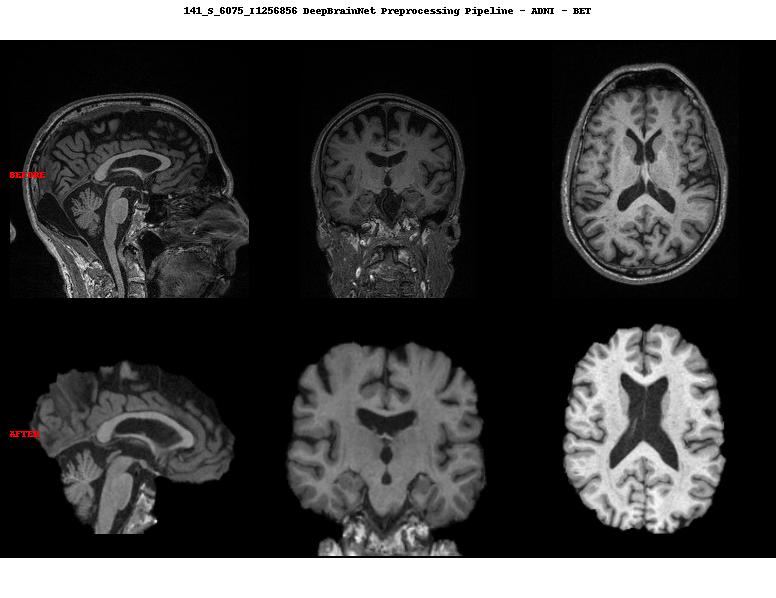 141_S_6075_I1256856 DeepBrainNet Preprocessing Pipeline - ADNI - BET
BEFORE
AFTER